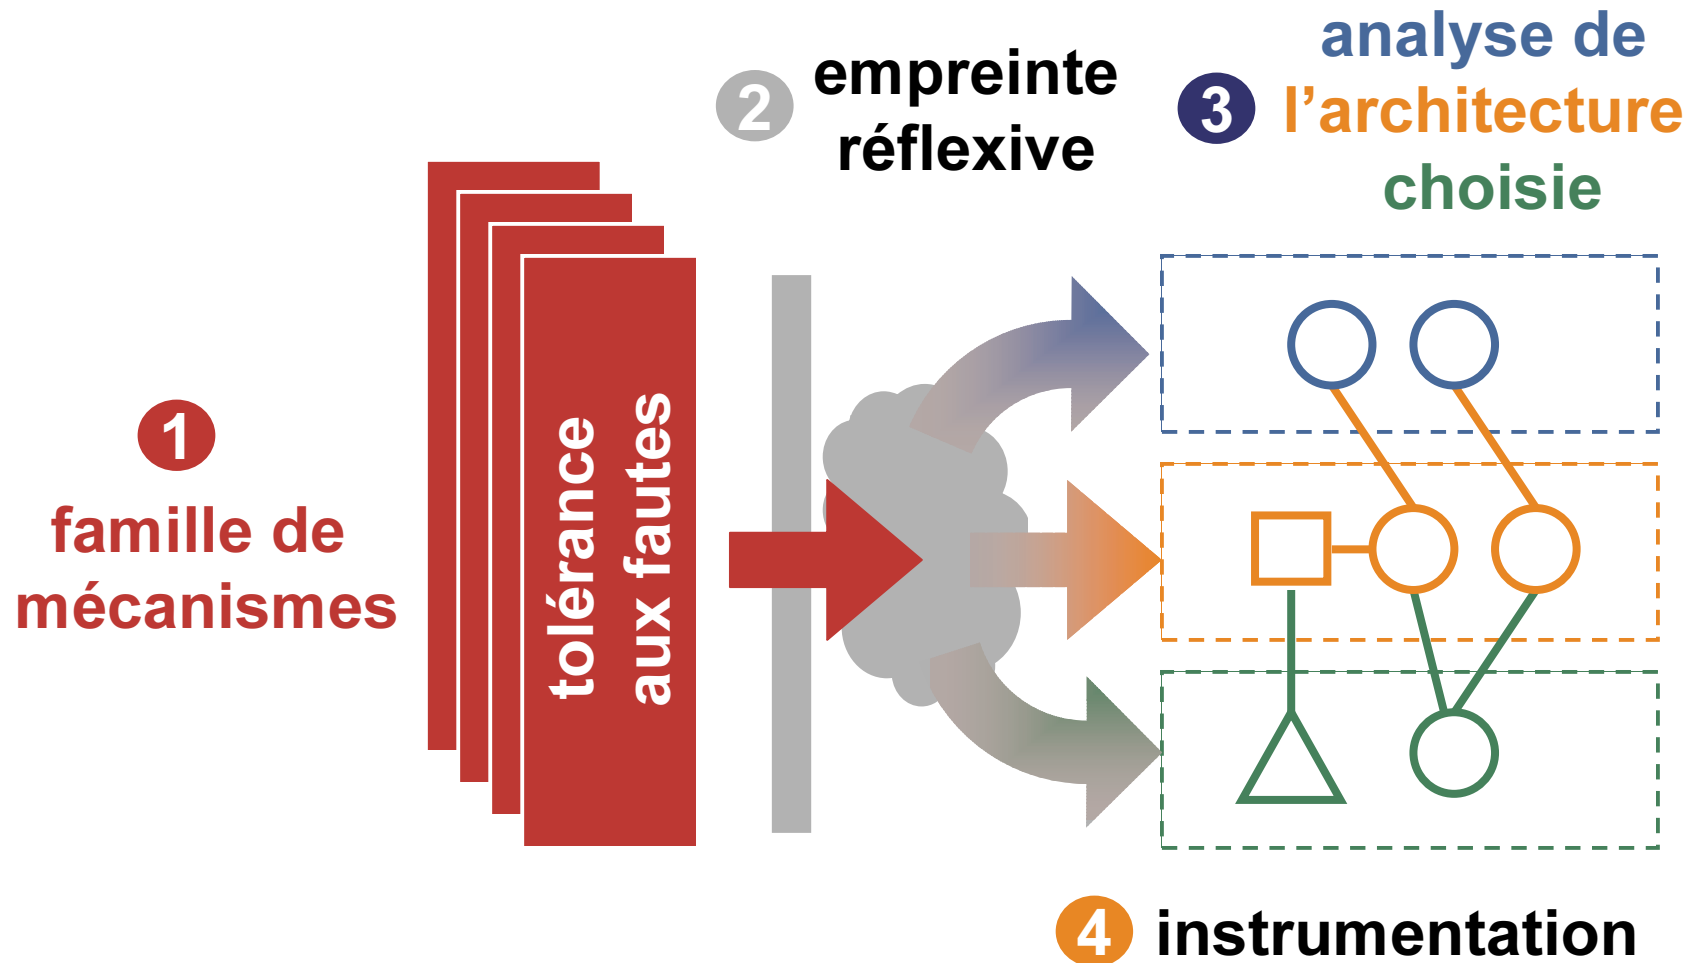 1
famille de
mécanismes
tolérance
aux fautes
2
empreinte
réflexive
3
analyse de
l’architecture
choisie
4
instrumentation